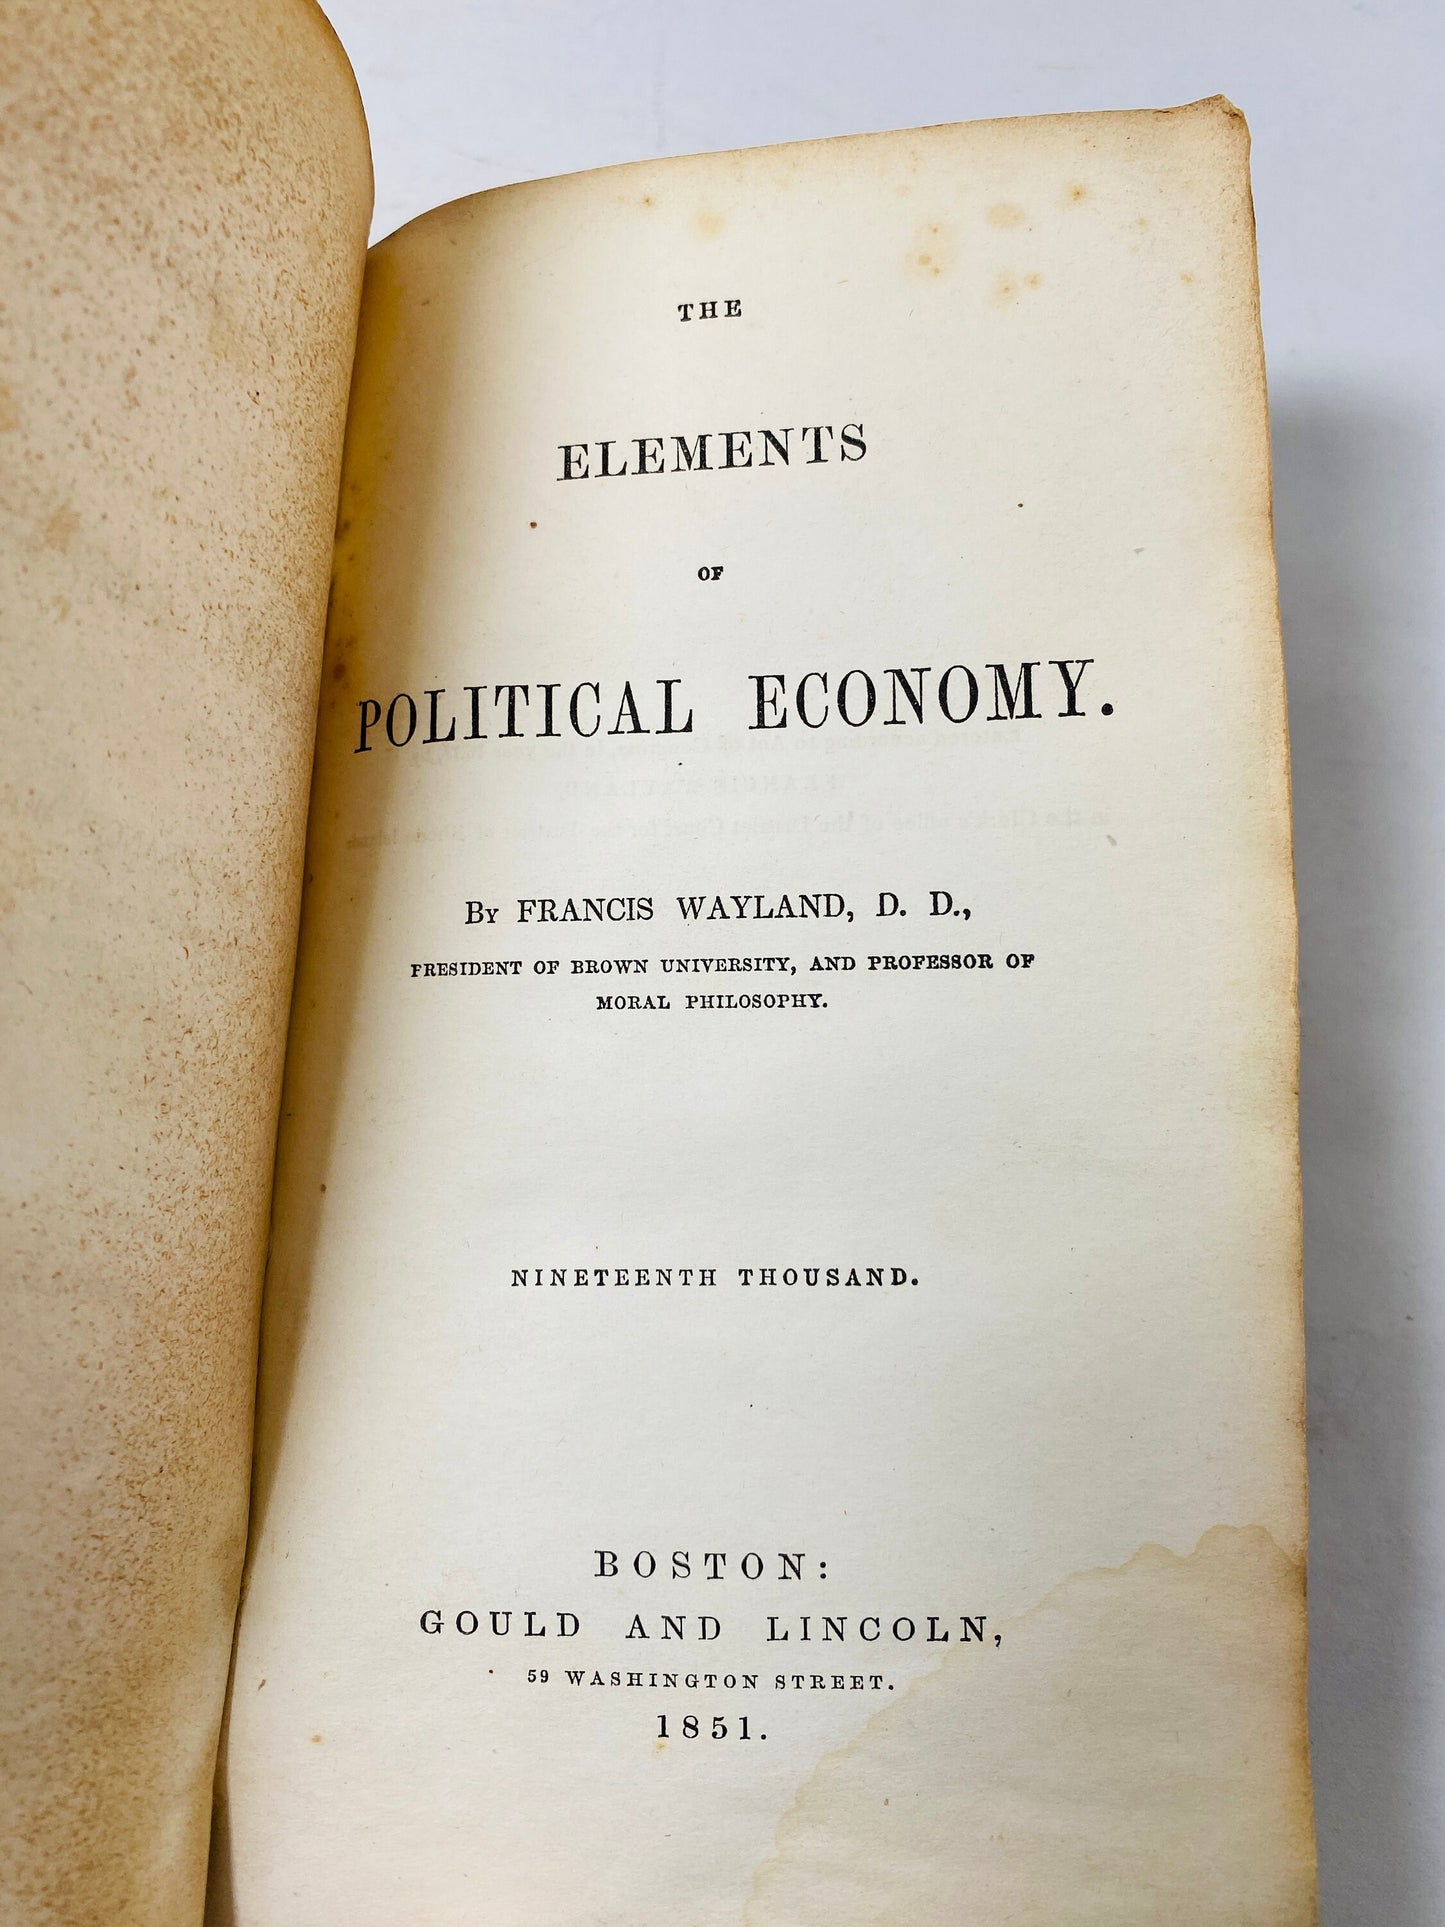 THE
ELEMENTS
OF
POLITICAL ECONOMY.
By FRANCIS WAYLAND, D. D.,
PRESIDENT OF BROWN UNIVERSITY, AND PROFESSOR OF
MORAL PHILOSOPHY.
NINETEENTH THOUSAND.
BOSTON:
GOULD AND LINCOLN,
59 WASHINGTON STREET.
1851.